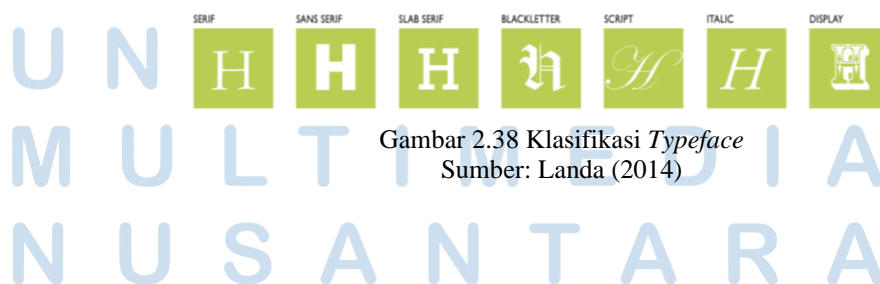 SERIF SANS SERIF SLAB SERIF BLACKLETTER SCRIPT ITALIC DISPLAY
U N H H H H H H H
Gambar 2.38 Klasifikasi Typeface
Sumber: Landa (2014)
M U L T I M E D I A
N U S A N T A R A